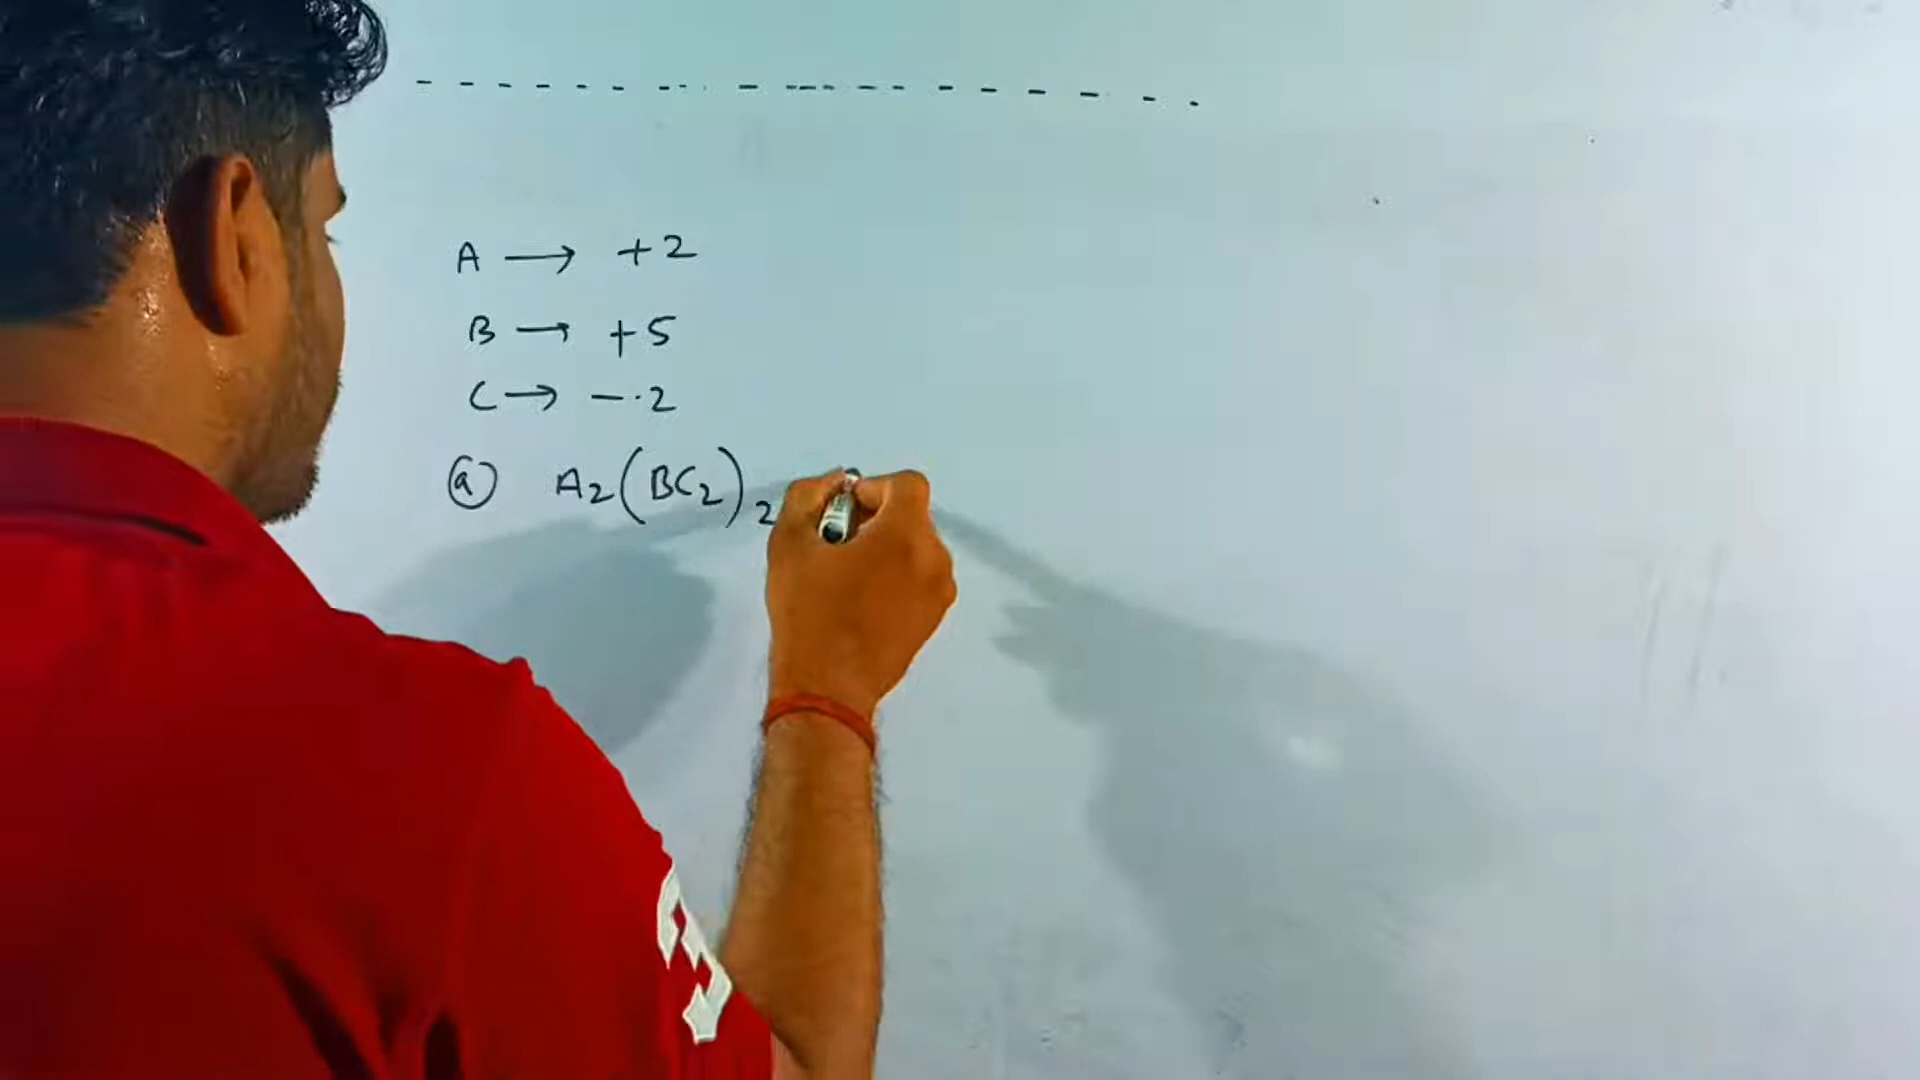 A → +2
B → +5
C → -2
ⓐ A₂(BC₂)₂